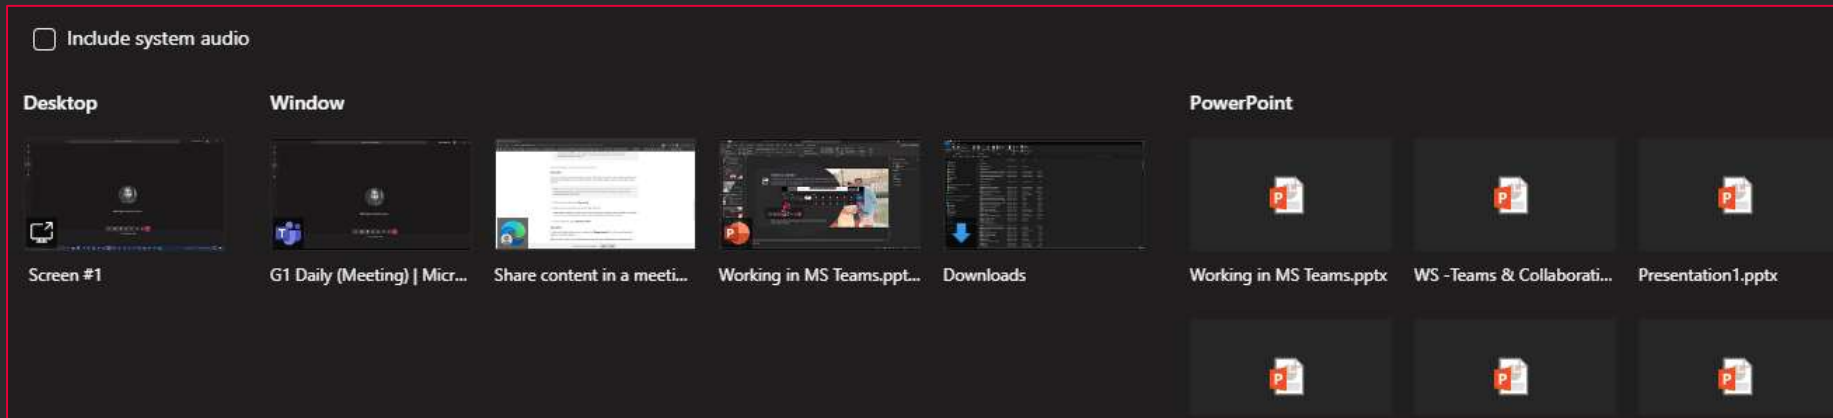 Include system audio
Desktop
Window
PowerPoint
Screen #1
G1 Daily (Meeting) | Micr...
Share content in a meeti...
Working in MS Teams.ppt...
Downloads
Working in MS Teams.pptx
WS -Teams & Collaborati...
Presentation1.pptx